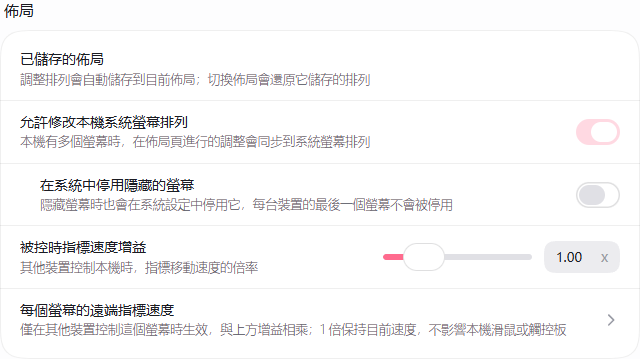 佈局
已儲存的佈局
調整排列會自動儲存到目前佈局；切換佈局會還原它儲存的排列
允許修改本機系統螢幕排列
本機有多個螢幕時，在佈局頁進行的調整會同步到系統螢幕排列
在系統中停用隱藏的螢幕
隱藏螢幕時也會在系統設定中停用它，每台裝置的最後一個螢幕不會被停用
被控時指標速度增益
其他裝置控制本機時，指標移動速度的倍率
1.00 x
每個螢幕的遠端指標速度
僅在其他裝置控制這個螢幕時生效，與上方增益相乘；1 倍保持目前速度，不影響本機滑鼠或觸控板